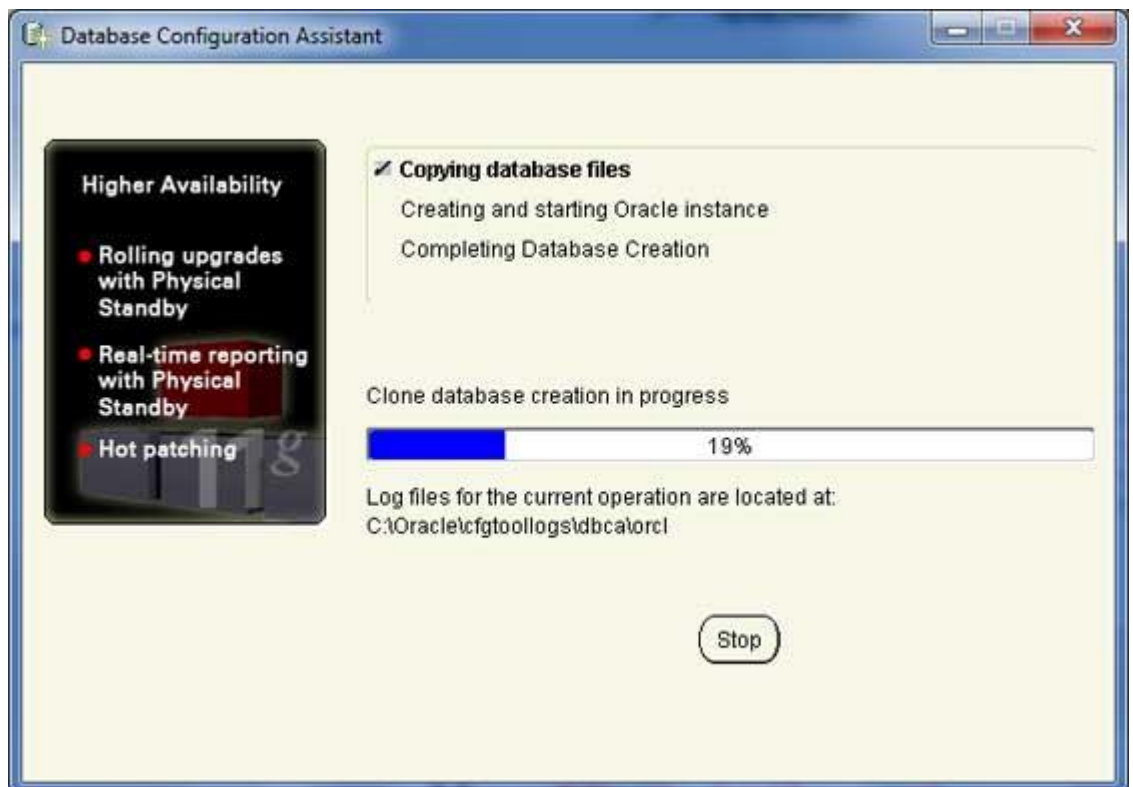 Database Configuration Assistant
Higher Availability
Rolling upgrades
with Physical
Standby
Real-time reporting
with Physical
Standby
Hot patching
11g
Copying database files
Creating and starting Oracle instance
Completing Database Creation
Clone database creation in progress
19%
Log files for the current operation are located at:
C:\Oracle\cfgtoollogs\dbca\orcl
Stop